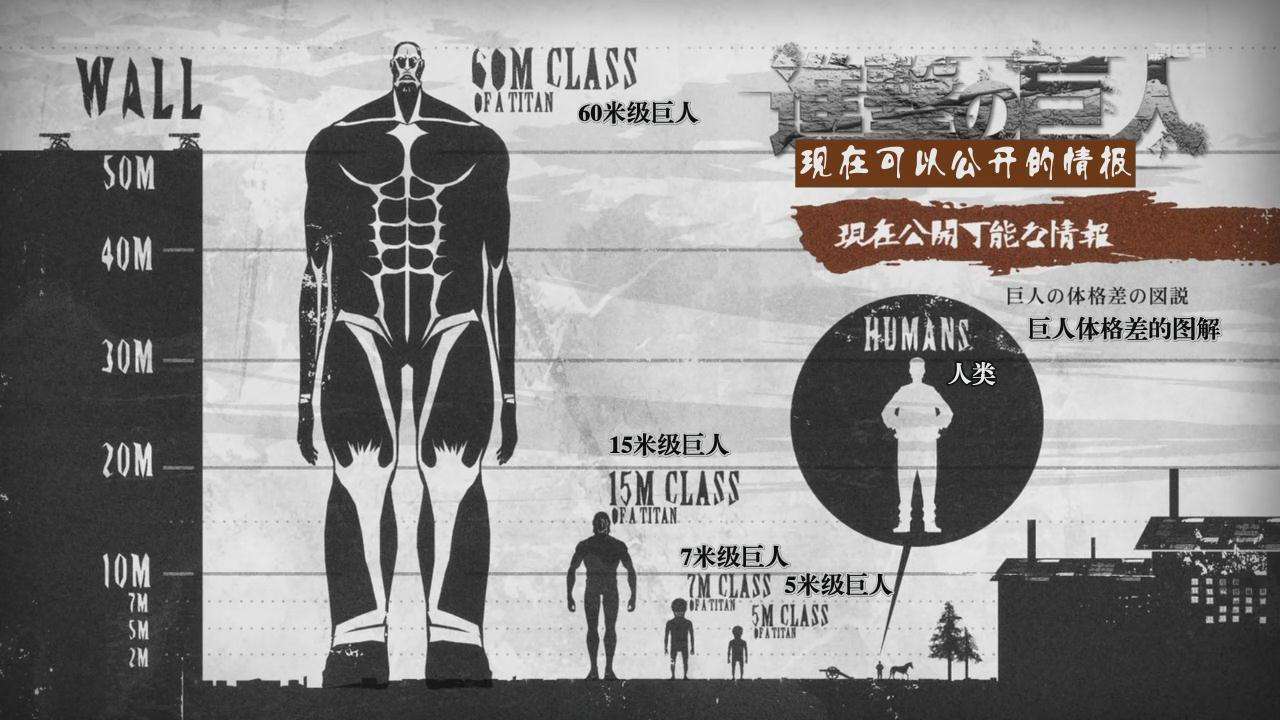 WALL
60M CLASS
OF A TITAN
60米级巨人
進撃の巨人
现在可以公开的情报
現在公開可能な情報
巨人の体格差の図説
巨人体格差的图解
50M
40M
30M
20M
10M
7M
5M
2M
HUMANS
人类
15米级巨人
15M CLASS
OF A TITAN
7米级巨人
7M CLASS
OF A TITAN
5米级巨人
5M CLASS
OF A TITAN